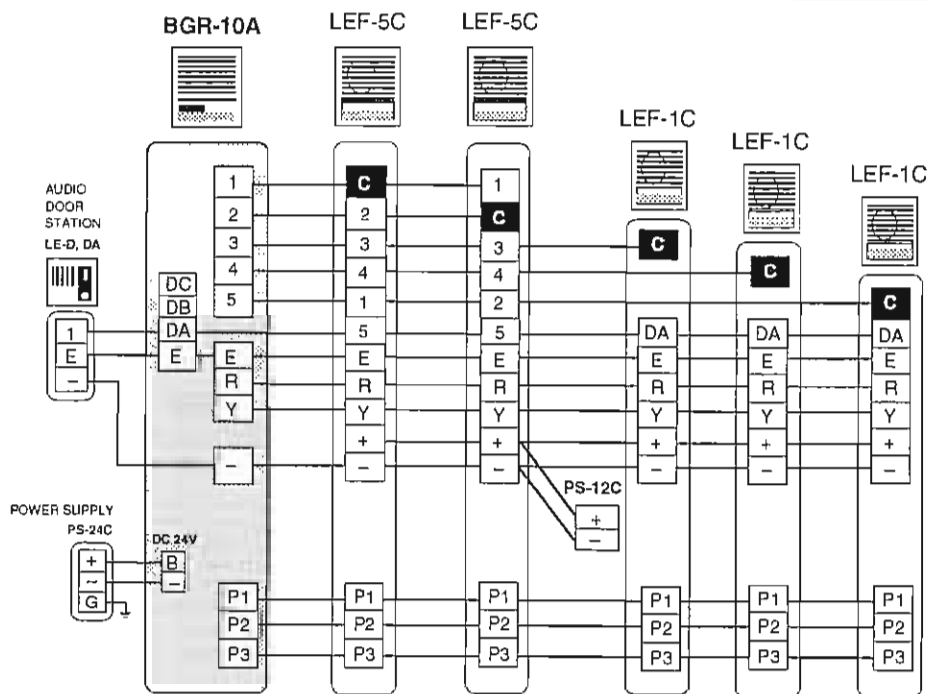 BGR-10A
LEF-5C
LEF-5C
LEF-1C
LEF-1C
LEF-1C
AUDIO
DOOR
STATION
LE-D, DA
1
E
–
POWER SUPPLY
PS-24C
+
~
G
DC 24V
B
–
DC
DB
DA
E
1
2
3
4
5
E
R
Y
–
P1
P2
P3
C
2
3
4
1
5
E
R
Y
+
–
P1
P2
P3
1
C
3
4
2
5
E
R
Y
+
–
P1
P2
P3
PS-12C
+
–
C
DA
E
R
Y
+
–
P1
P2
P3
C
DA
E
R
Y
+
–
P1
P2
P3
C
DA
E
R
Y
+
–
P1
P2
P3